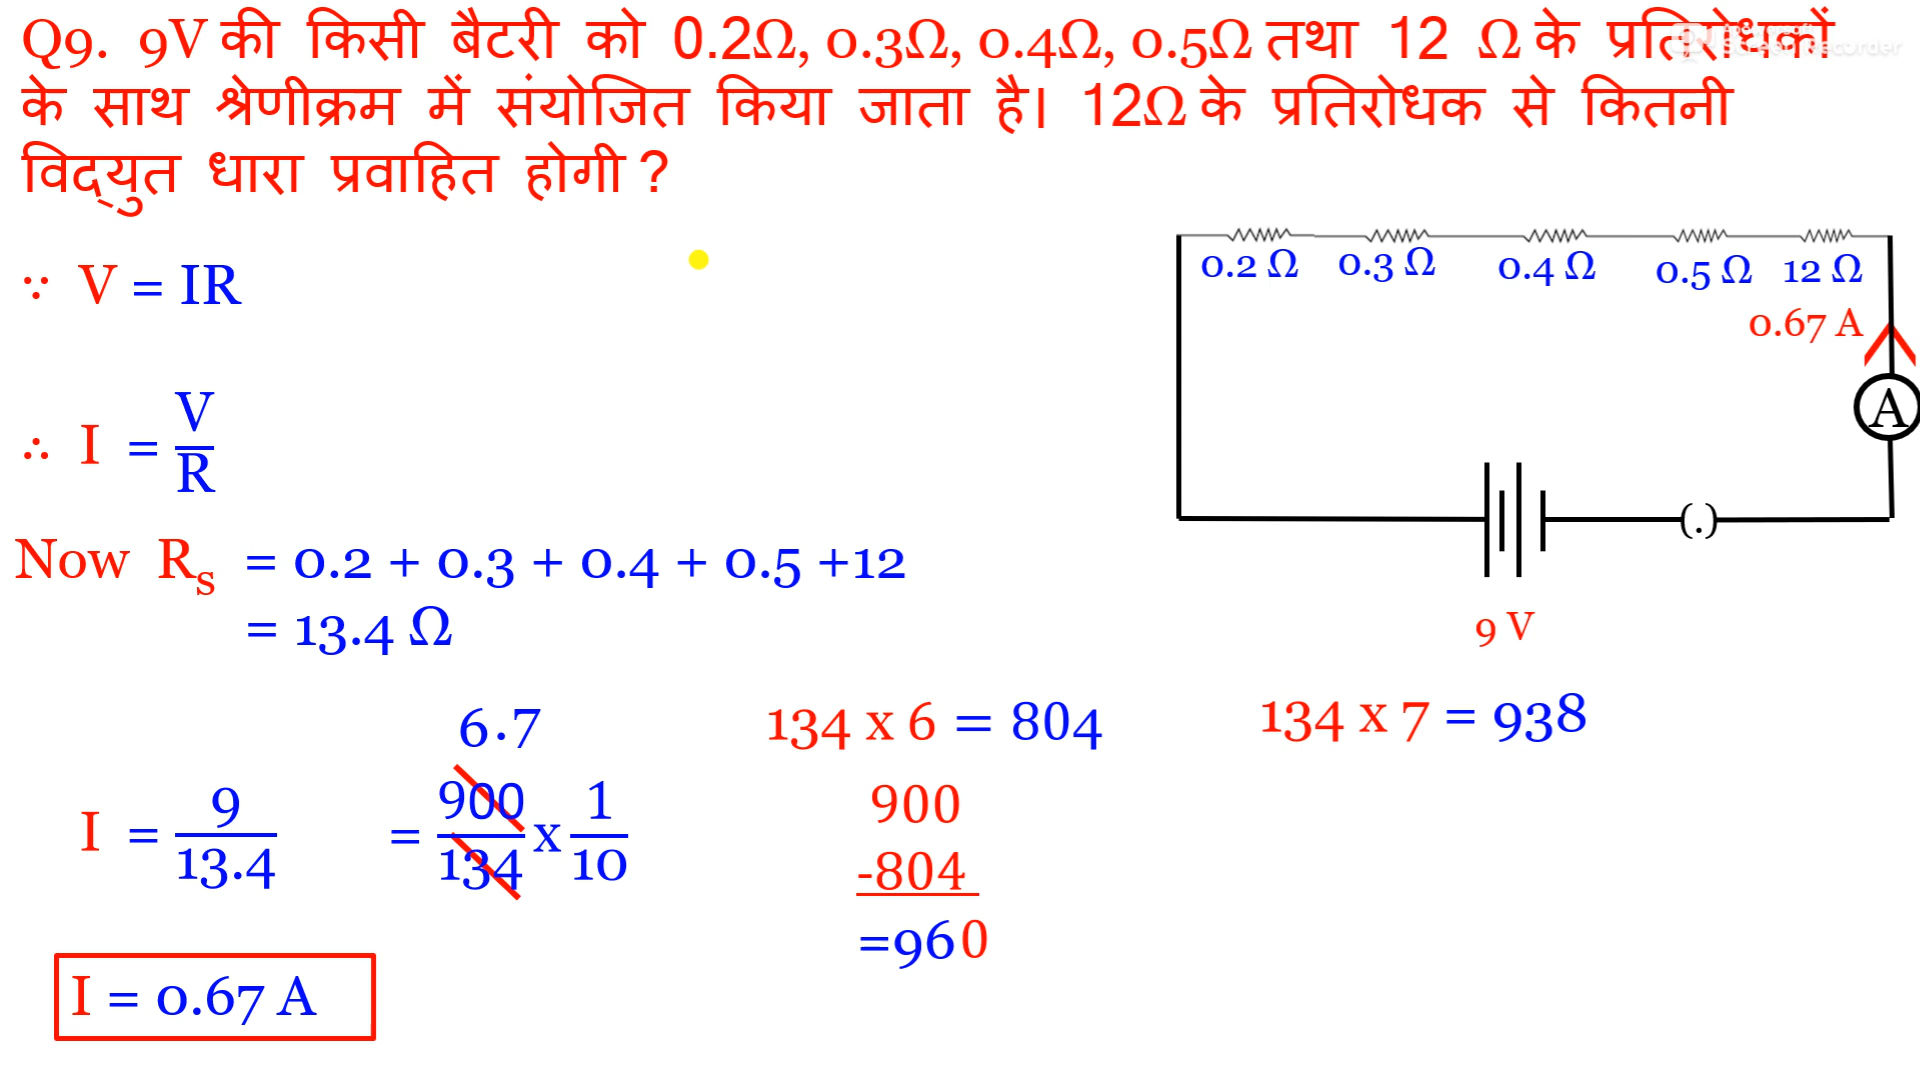 Q9. 9V की किसी बैटरी को 0.2Ω, 0.3Ω, 0.4Ω, 0.5Ω तथा 12 Ω के प्रतिरोधकों
के साथ श्रेणीक्रम में संयोजित किया जाता है। 12Ω के प्रतिरोधक से कितनी
विद्युत धारा प्रवाहित होगी ?
∵ V = IR
∴ I = V/R
Now Rs = 0.2 + 0.3 + 0.4 + 0.5 +12
= 13.4 Ω
6.7
I = 9/13.4 = 900/134 x 1/10
I = 0.67 A
134 x 6 = 804
900
-804
=960
134 x 7 = 938
0.2 Ω 0.3 Ω 0.4 Ω 0.5 Ω 12 Ω
0.67 A
A
(.)
9 V